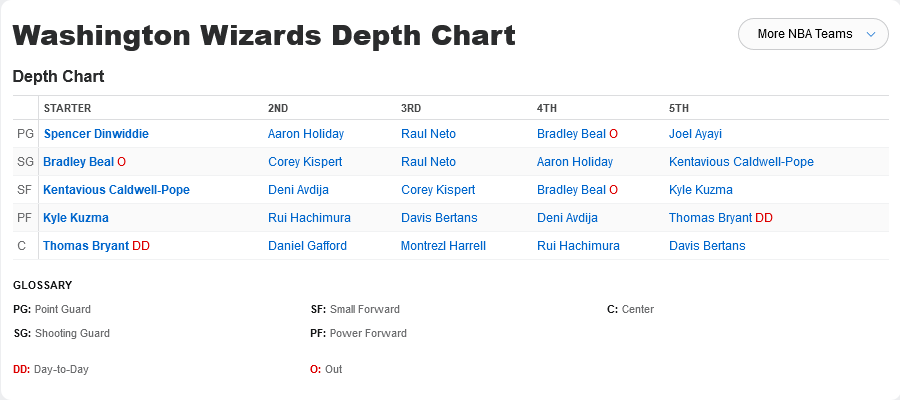 Washington Wizards Depth Chart
More NBA Teams
Depth Chart
STARTER 2ND 3RD 4TH 5TH
PG Spencer Dinwiddie Aaron Holiday Raul Neto Bradley Beal O Joel Ayayi
SG Bradley Beal O Corey Kispert Raul Neto Aaron Holiday Kentavious Caldwell-Pope
SF Kentavious Caldwell-Pope Deni Avdija Corey Kispert Bradley Beal O Kyle Kuzma
PF Kyle Kuzma Rui Hachimura Davis Bertans Deni Avdija Thomas Bryant DD
C Thomas Bryant DD Daniel Gafford Montrezl Harrell Rui Hachimura Davis Bertans
GLOSSARY
PG: Point Guard SF: Small Forward C: Center
SG: Shooting Guard PF: Power Forward
DD: Day-to-Day O: Out